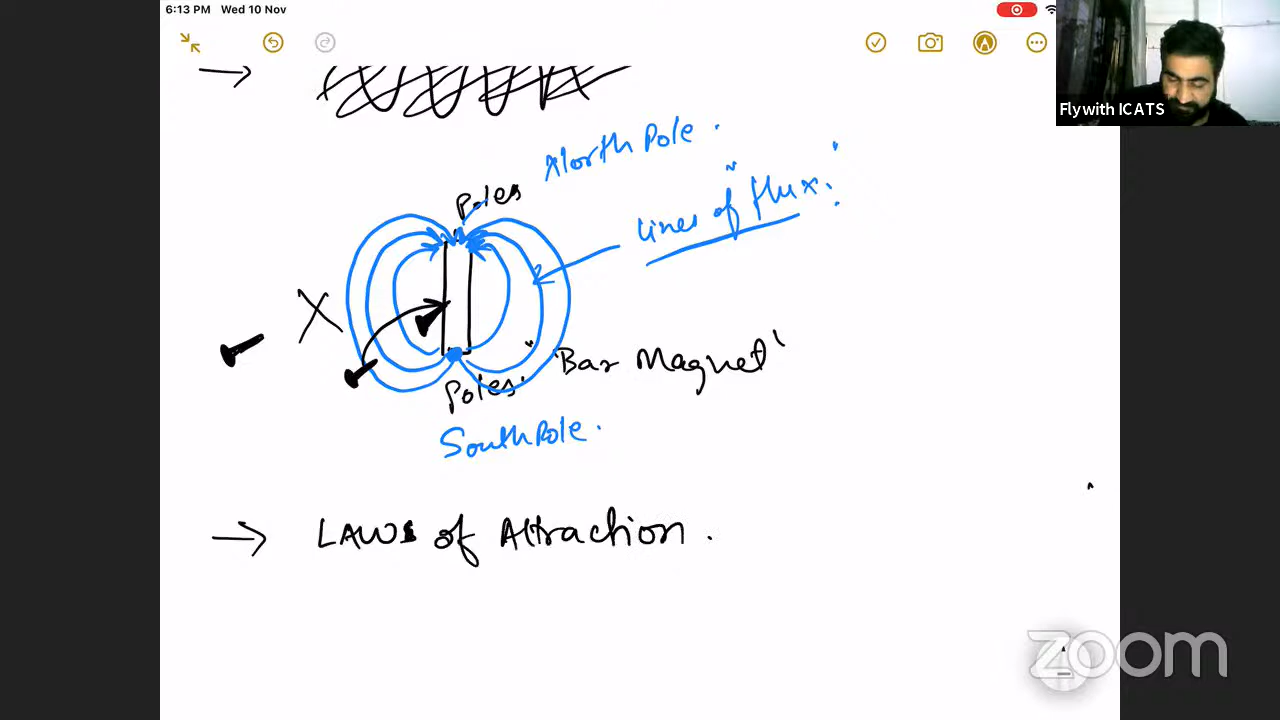 6:13 PM Wed 10 Nov
Flywith ICATS
North Pole.
Poles
lines of "flux".
"Bar Magnet"
Poles.
South Pole.
→ LAWS of Attraction.
zoom